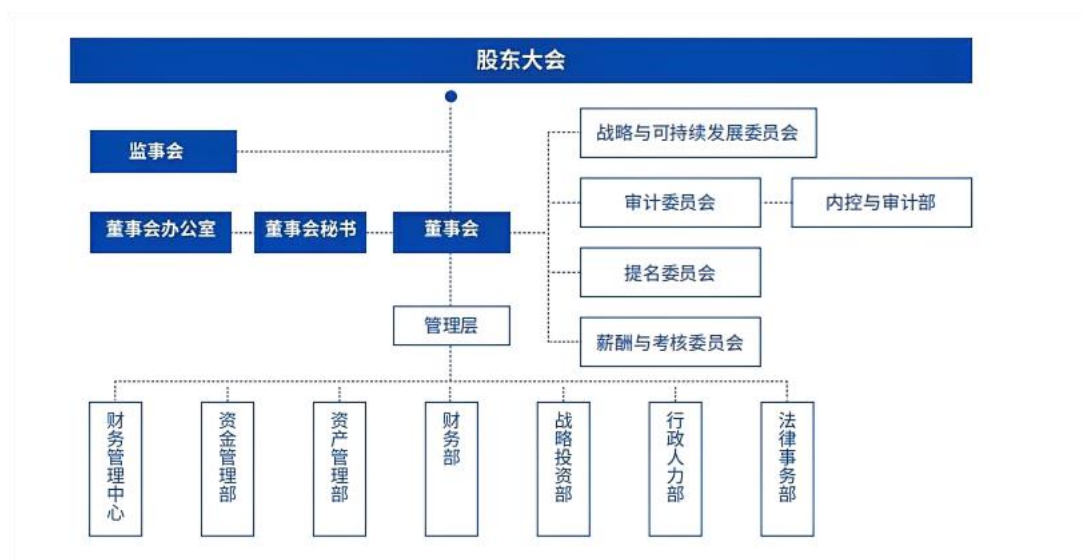 股东大会
监事会
战略与可持续发展委员会
审计委员会
内控与审计部
董事会办公室
董事会秘书
董事会
提名委员会
管理层
薪酬与考核委员会
财务管理中心
资金管理部
资产管理部
财务部
战略投资部
行政人力部
法律事务部